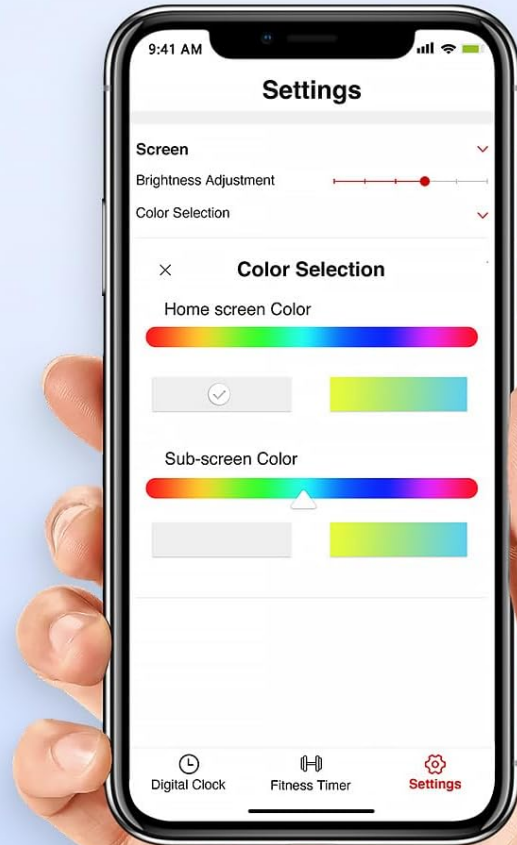 9:41 AM
Settings
Screen
Brightness Adjustment
Color Selection
Color Selection
Home screen Color
Sub-screen Color
Digital Clock
Fitness Timer
Settings